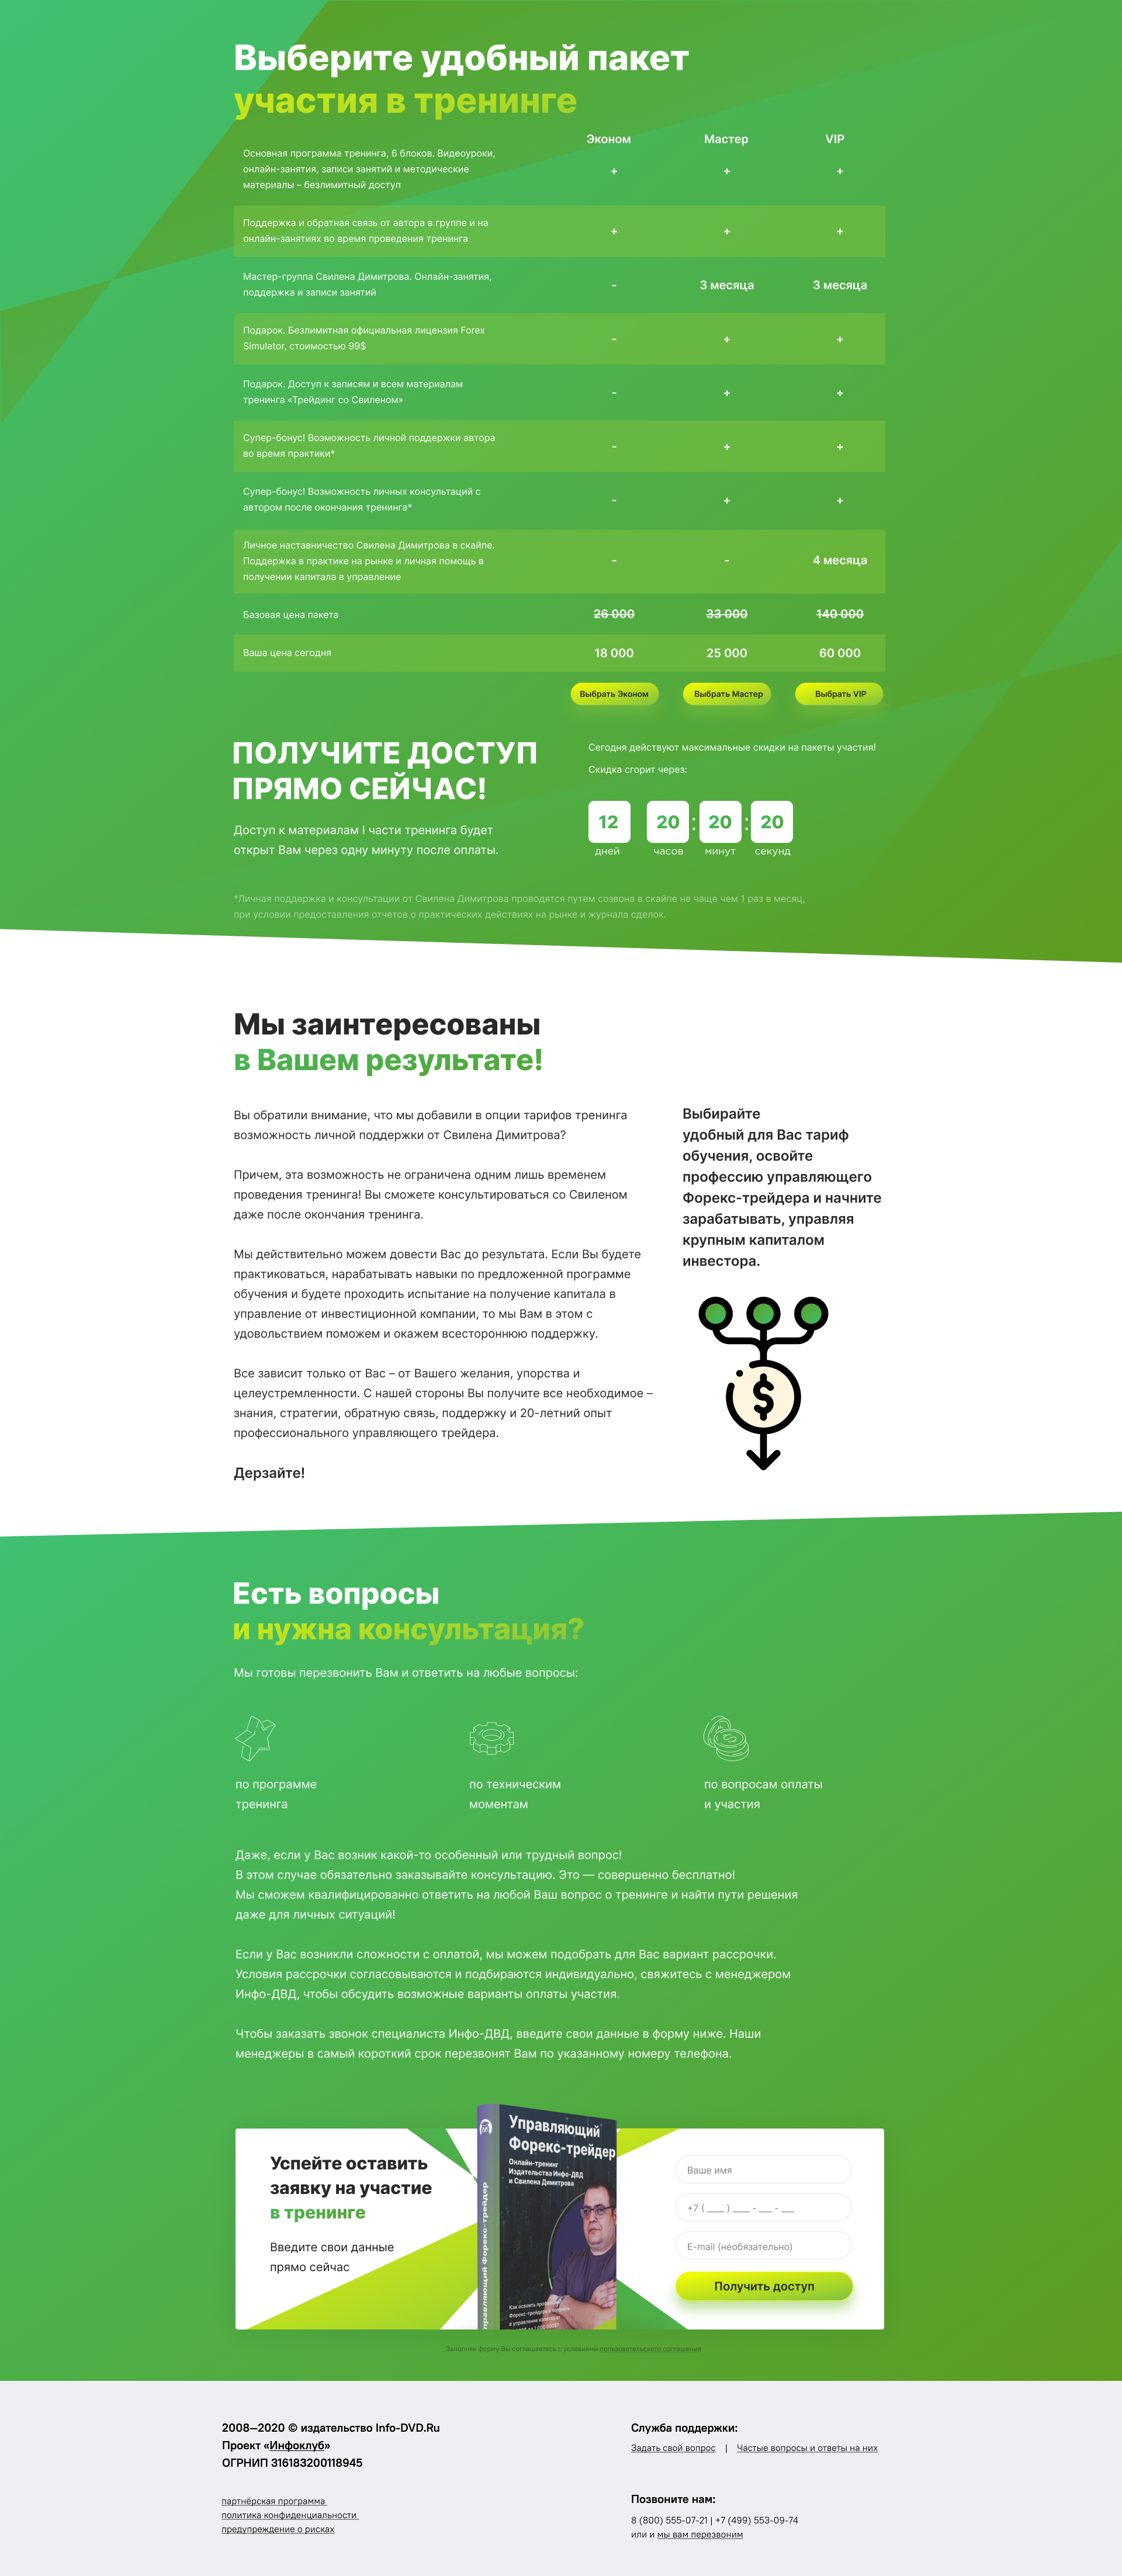 Выберите удобный пакет
участия в тренинге
Эконом Мастер VIP
Основная программа тренинга, 6 блоков. Видеоуроки,
онлайн-занятия, записи занятий и методические
материалы – безлимитный доступ
+ + +
Поддержка и обратная связь от автора в группе и на
онлайн-занятиях во время проведения тренинга
+ + +
Мастер-группа Свилена Димитрова. Онлайн-занятия,
поддержка и записи занятий
- 3 месяца 3 месяца
Подарок. Безлимитная официальная лицензия Forex
Simulator, стоимостью 99$
- + +
Подарок. Доступ к записям и всем материалам
тренинга «Трейдинг со Свиленом»
- + +
Супер-бонус! Возможность личной поддержки автора
во время практики*
- + +
Супер-бонус! Возможность личных консультаций с
автором после окончания тренинга*
- + +
Личное наставничество Свилена Димитрова в скайпе.
Поддержка в практике на рынке и личная помощь в
получении капитала в управление
- - 4 месяца
Базовая цена пакета 26 000 33 000 140 000
Ваша цена сегодня 18 000 25 000 60 000
Выбрать Эконом Выбрать Мастер Выбрать VIP
ПОЛУЧИТЕ ДОСТУП
ПРЯМО СЕЙЧАС!
Доступ к материалам I части тренинга будет
открыт Вам через одну минуту после оплаты.
Сегодня действуют максимальные скидки на пакеты участия!
Скидка сгорит через:
12 20 : 20 : 20
дней часов минут секунд
*Личная поддержка и консультации от Свилена Димитрова проводятся путем созвона в скайпе не чаще чем 1 раз в месяц,
при условии предоставления отчетов о практических действиях на рынке и журнала сделок.
Мы заинтересованы
в Вашем результате!
Вы обратили внимание, что мы добавили в опции тарифов тренинга
возможность личной поддержки от Свилена Димитрова?
Причем, эта возможность не ограничена одним лишь временем
проведения тренинга! Вы сможете консультироваться со Свиленом
даже после окончания тренинга.
Мы действительно можем довести Вас до результата. Если Вы будете
практиковаться, нарабатывать навыки по предложенной программе
обучения и будете проходить испытание на получение капитала в
управление от инвестиционной компании, то мы Вам в этом с
удовольствием поможем и окажем всестороннюю поддержку.
Все зависит только от Вас – от Вашего желания, упорства и
целеустремленности. С нашей стороны Вы получите все необходимое –
знания, стратегии, обратную связь, поддержку и 20-летний опыт
профессионального управляющего трейдера.
Дерзайте!
Выбирайте
удобный для Вас тариф
обучения, освойте
профессию управляющего
Форекс-трейдера и начните
зарабатывать, управляя
крупным капиталом
инвестора.
$
Есть вопросы
и нужна консультация?
Мы готовы перезвонить Вам и ответить на любые вопросы:
по программе
тренинга
по техническим
моментам
по вопросам оплаты
и участия
Даже, если у Вас возник какой-то особенный или трудный вопрос!
В этом случае обязательно заказывайте консультацию. Это — совершенно бесплатно!
Мы сможем квалифицированно ответить на любой Ваш вопрос о тренинге и найти пути решения
даже для личных ситуаций!
Если у Вас возникли сложности с оплатой, мы можем подобрать для Вас вариант рассрочки.
Условия рассрочки согласовываются и подбираются индивидуально, свяжитесь с менеджером
Инфо-ДВД, чтобы обсудить возможные варианты оплаты участия.
Чтобы заказать звонок специалиста Инфо-ДВД, введите свои данные в форму ниже. Наши
менеджеры в самый короткий срок перезвонят Вам по указанному номеру телефона.
Успейте оставить
заявку на участие
в тренинге
Введите свои данные
прямо сейчас
Управляющий
Форекс-трейдер
Онлайн-тренинг
Издательства Инфо-ДВД
и Свилена Димитрова
Форекс-трейдер
Как освоить
Форекс-трейдера
в управление капитал от
Ваше имя
+7 ( ____ ) ____ - ___ - ___
E-mail (необязательно)
Получить доступ
Заполняя форму Вы соглашаетесь с условиями пользовательского соглашения
2008—2020 © издательство Info-DVD.Ru
Проект «Инфоклуб»
ОГРНИП 316183200118945
партнёрская программа
политика конфиденциальности
предупреждение о рисках
Служба поддержки:
Задать свой вопрос | Частые вопросы и ответы на них
Позвоните нам:
8 (800) 555-07-21 | +7 (499) 553-09-74
или и мы вам перезвоним